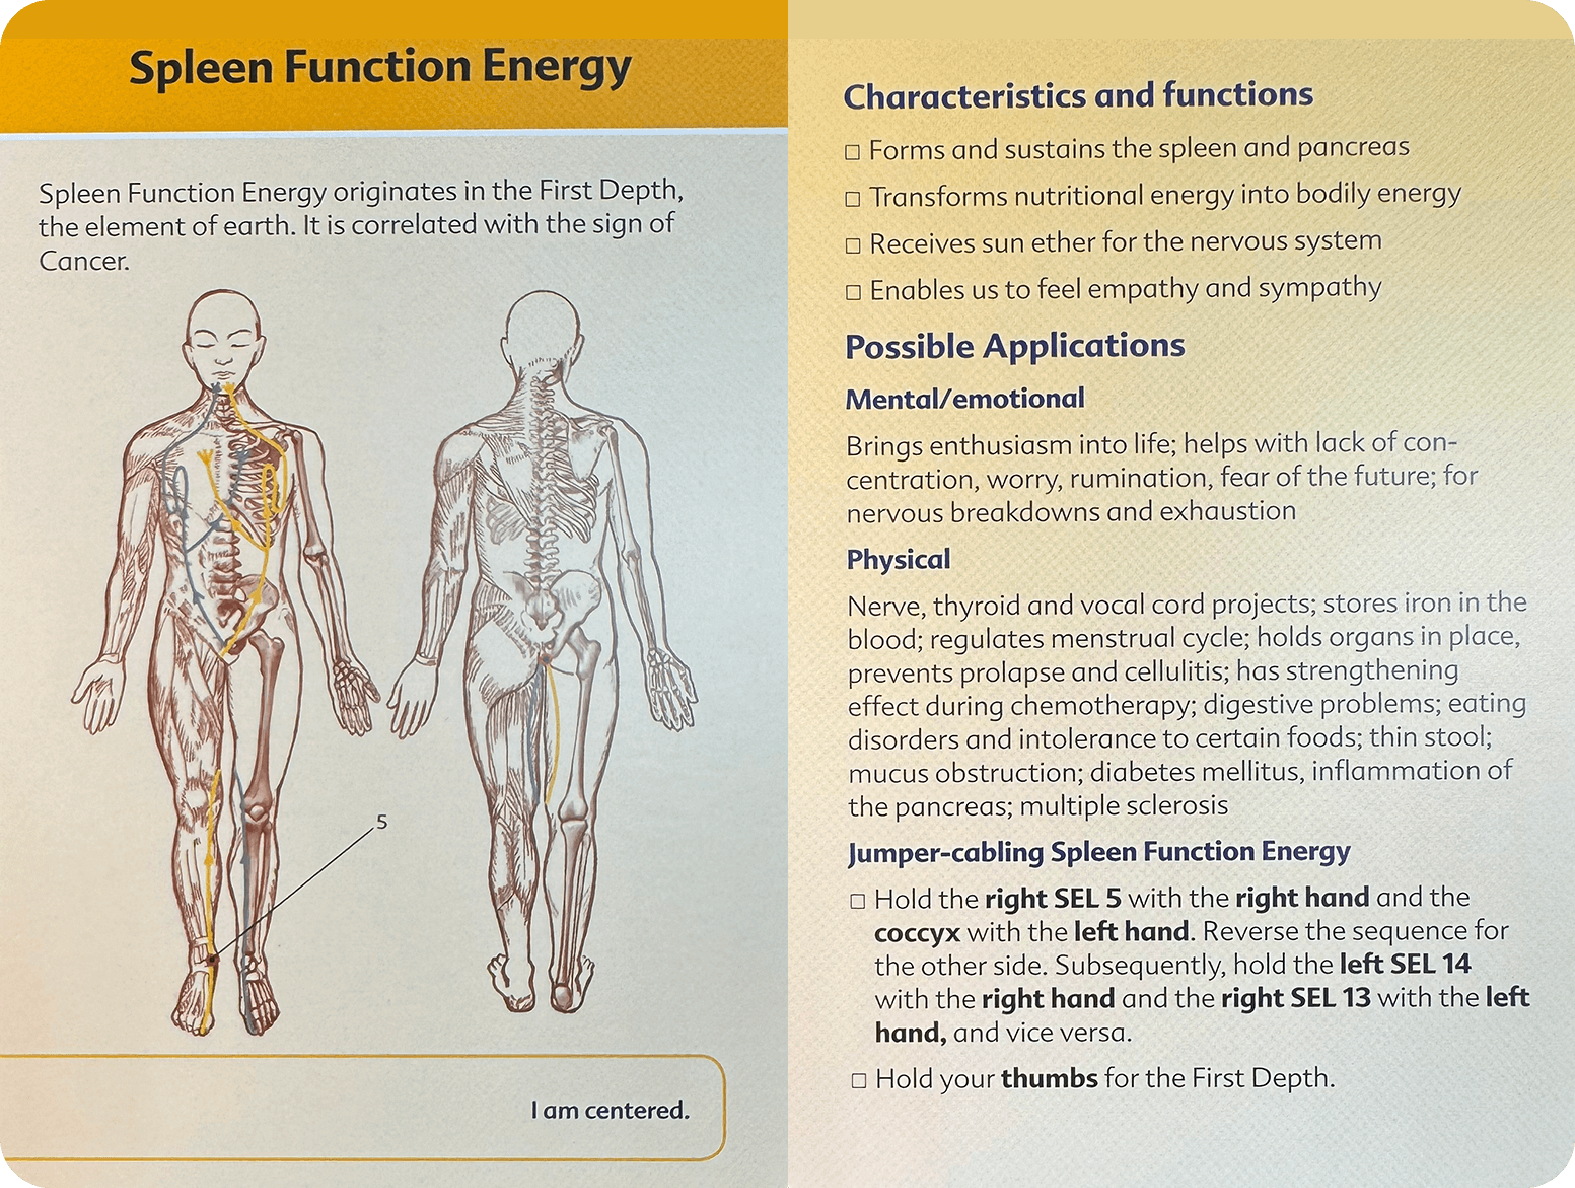 Spleen Function Energy
Spleen Function Energy originates in the First Depth,
the element of earth. It is correlated with the sign of
Cancer.
5
I am centered.
Characteristics and functions
□ Forms and sustains the spleen and pancreas
□ Transforms nutritional energy into bodily energy
□ Receives sun ether for the nervous system
□ Enables us to feel empathy and sympathy
Possible Applications
Mental/emotional
Brings enthusiasm into life; helps with lack of con-
centration, worry, rumination, fear of the future; for
nervous breakdowns and exhaustion
Physical
Nerve, thyroid and vocal cord projects; stores iron in the
blood; regulates menstrual cycle; holds organs in place,
prevents prolapse and cellulitis; has strengthening
effect during chemotherapy; digestive problems; eating
disorders and intolerance to certain foods; thin stool;
mucus obstruction; diabetes mellitus, inflammation of
the pancreas; multiple sclerosis
Jumper-cabling Spleen Function Energy
□ Hold the right SEL 5 with the right hand and the
coccyx with the left hand. Reverse the sequence for
the other side. Subsequently, hold the left SEL 14
with the right hand and the right SEL 13 with the left
hand, and vice versa.
□ Hold your thumbs for the First Depth.